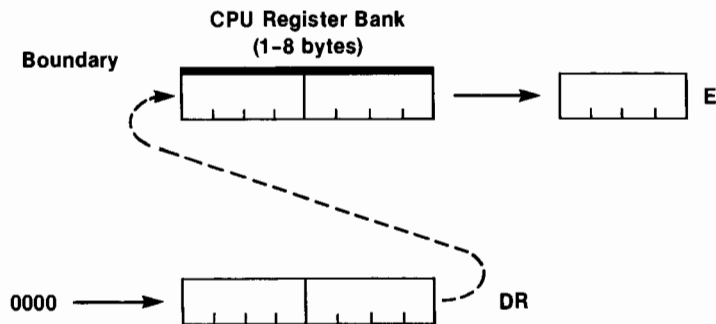 CPU Register Bank
(1-8 bytes)
Boundary
E
0000
DR